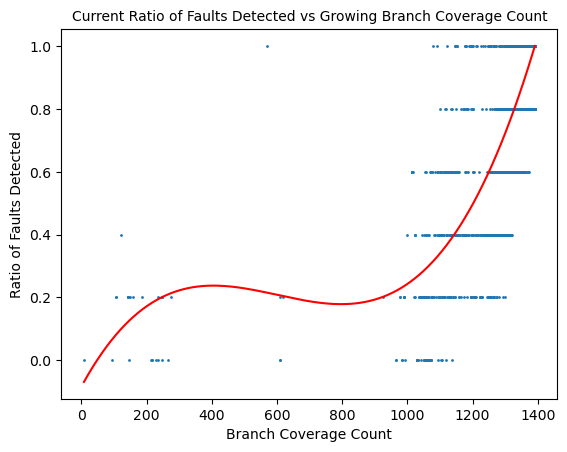 Current Ratio of Faults Detected vs Growing Branch Coverage Count
Ratio of Faults Detected
1.0
0.8
0.6
0.4
0.2
0.0
0 200 400 600 800 1000 1200 1400
Branch Coverage Count